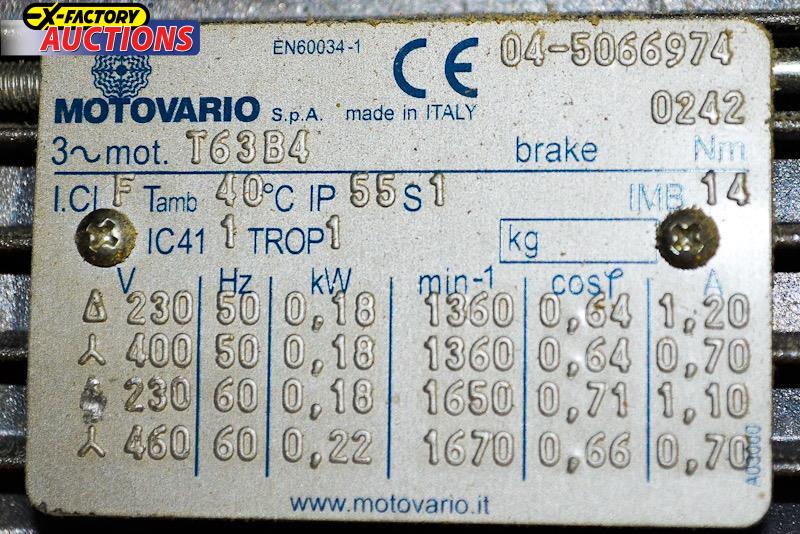 X-FACTORY
AUCTIONS
EN60034-1 CE 04-5066974
MOTOVARIO S.p.A. made in ITALY 0242
3~mot. T63B4 brake Nm
I.Cl F Tamb 40°C IP 55 S1 IMB 14
IC41 1 TROP1 kg
V Hz kW min-1 cosφ A
Δ 230 50 0,18 1360 0,64 1,20
⅄ 400 50 0,18 1360 0,64 0,70
230 60 0,18 1650 0,71 1,10
⅄ 460 60 0,22 1670 0,66 0,70
A03000
www.motovario.it